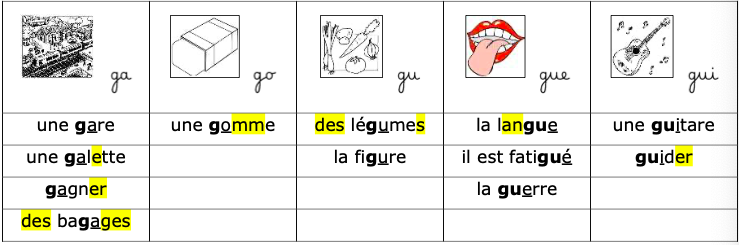 ga go gu gue gui
une gare une gomme des légumes la langue une guitare
une galette la figure il est fatigué guider
gagner la guerre
des bagages